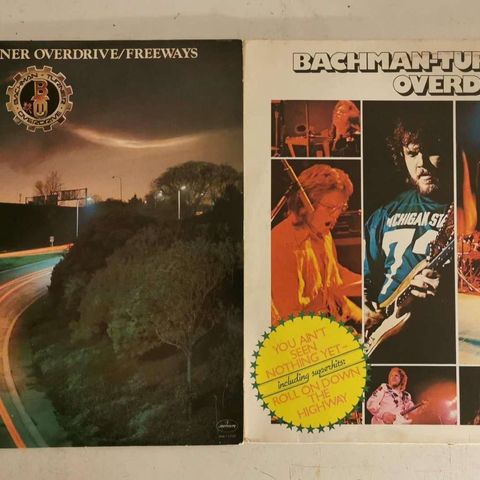 NER OVERDRIVE/FREEWAYS
BACHMAN-TU
OVERD
MICHIGAN ST
YOU AIN'T
SEEN
NOTHING YET –
including superhits:
ROLL ON DOWN
THE
HIGHWAY